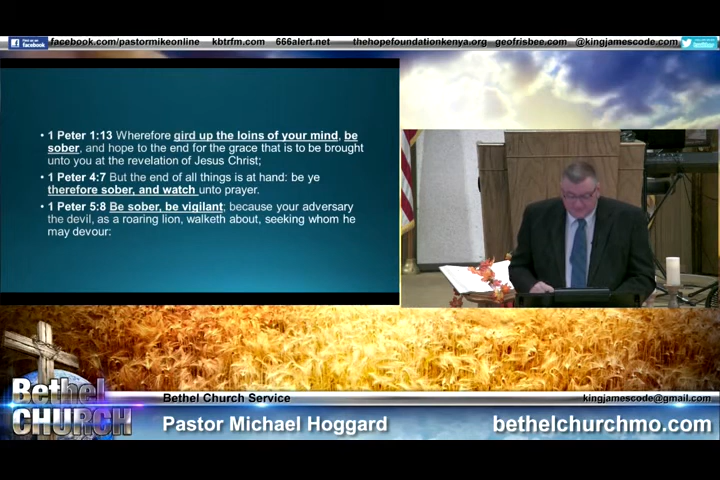 facebook.com/pastormikeonline kbtrfm.com 666alert.net thehopefoundationkenya.org geofrisbee.com @kingjamescode.com
• 1 Peter 1:13 Wherefore gird up the loins of your mind, be
sober, and hope to the end for the grace that is to be brought
unto you at the revelation of Jesus Christ;
• 1 Peter 4:7 But the end of all things is at hand: be ye
therefore sober, and watch unto prayer.
• 1 Peter 5:8 Be sober, be vigilant; because your adversary
the devil, as a roaring lion, walketh about, seeking whom he
may devour:
Bethel
CHURCH
Bethel Church Service
kingjamescode@gmail.com
Pastor Michael Hoggard
bethelchurchmo.com